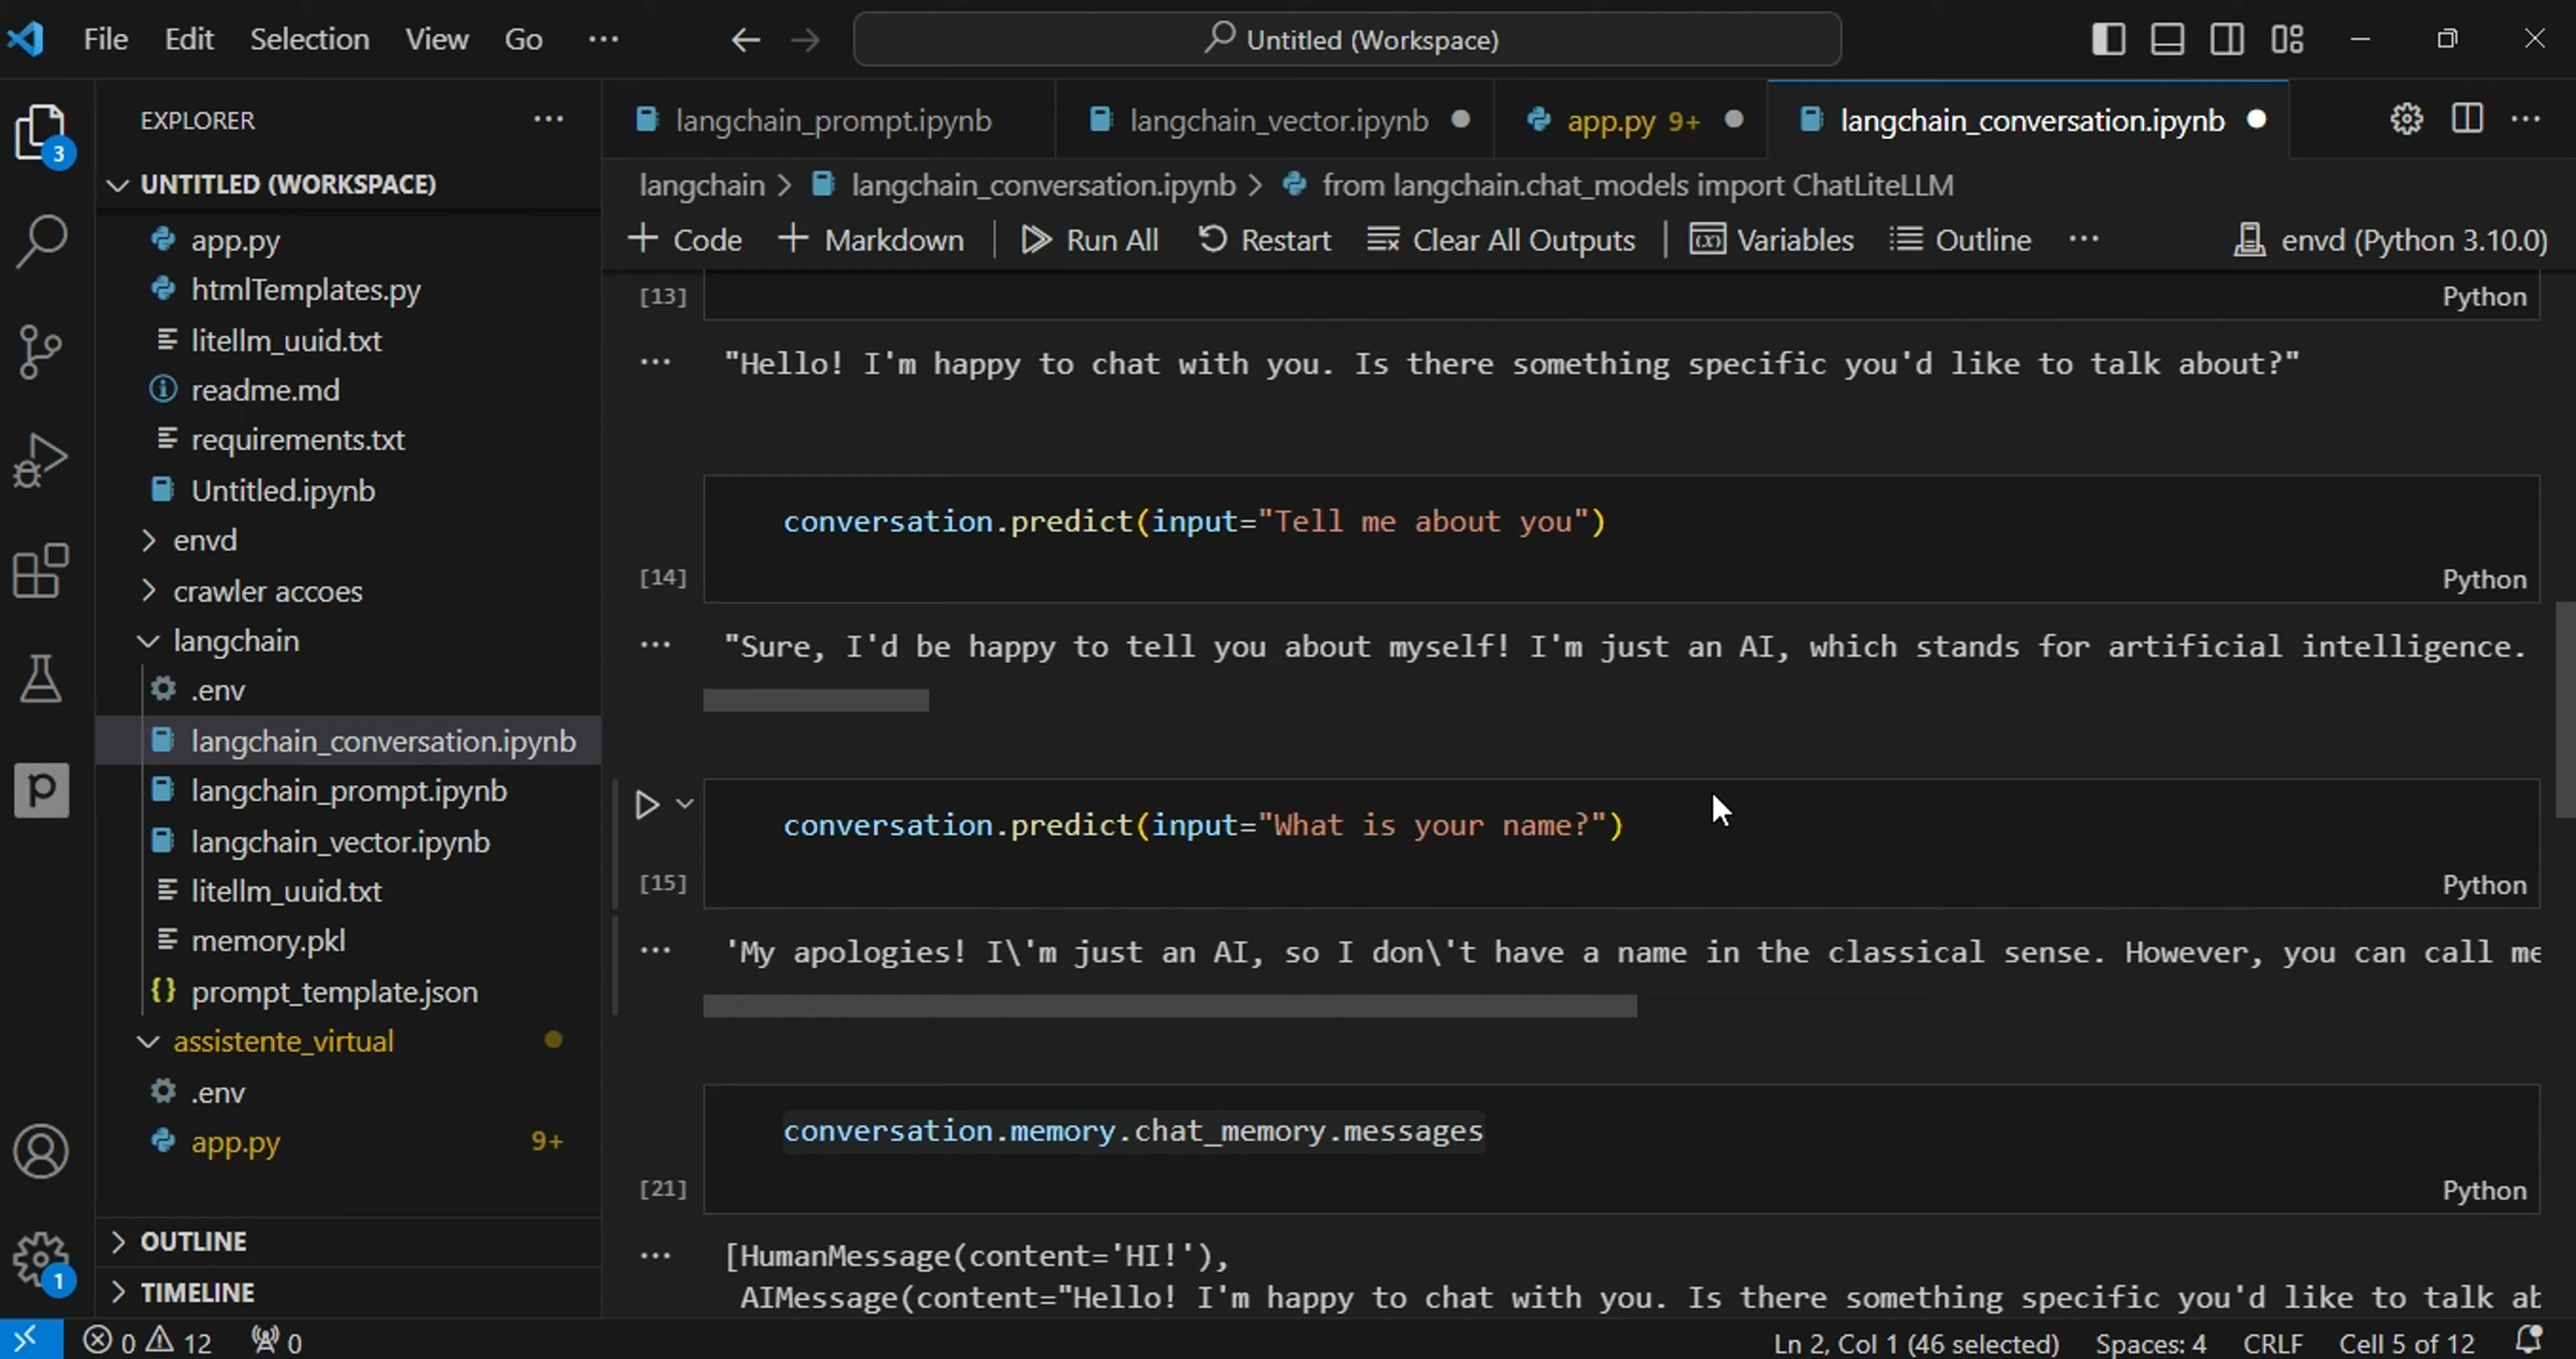 File Edit Selection View Go ··· Untitled (Workspace)
EXPLORER ···
langchain_prompt.ipynb langchain_vector.ipynb app.py 9+ langchain_conversation.ipynb ···
3
UNTITLED (WORKSPACE)
app.py
htmlTemplates.py
litellm_uuid.txt
readme.md
requirements.txt
Untitled.ipynb
envd
crawler accoes
langchain
.env
langchain_conversation.ipynb
langchain_prompt.ipynb
langchain_vector.ipynb
litellm_uuid.txt
memory.pkl
{} prompt_template.json
assistente_virtual
.env
app.py 9+
OUTLINE
TIMELINE
1
langchain > langchain_conversation.ipynb > from langchain.chat_models import ChatLiteLLM
+ Code + Markdown | Run All Restart Clear All Outputs | Variables Outline ··· envd (Python 3.10.0)
[13] Python
··· "Hello! I'm happy to chat with you. Is there something specific you'd like to talk about?"
conversation.predict(input="Tell me about you")
[14] Python
··· "Sure, I'd be happy to tell you about myself! I'm just an AI, which stands for artificial intelligence.
conversation.predict(input="What is your name?")
[15] Python
··· 'My apologies! I\'m just an AI, so I don\'t have a name in the classical sense. However, you can call me
conversation.memory.chat_memory.messages
[21] Python
··· [HumanMessage(content='HI!'),
AIMessage(content="Hello! I'm happy to chat with you. Is there something specific you'd like to talk ab
0 12 0 Ln 2, Col 1 (46 selected) Spaces: 4 CRLF Cell 5 of 12